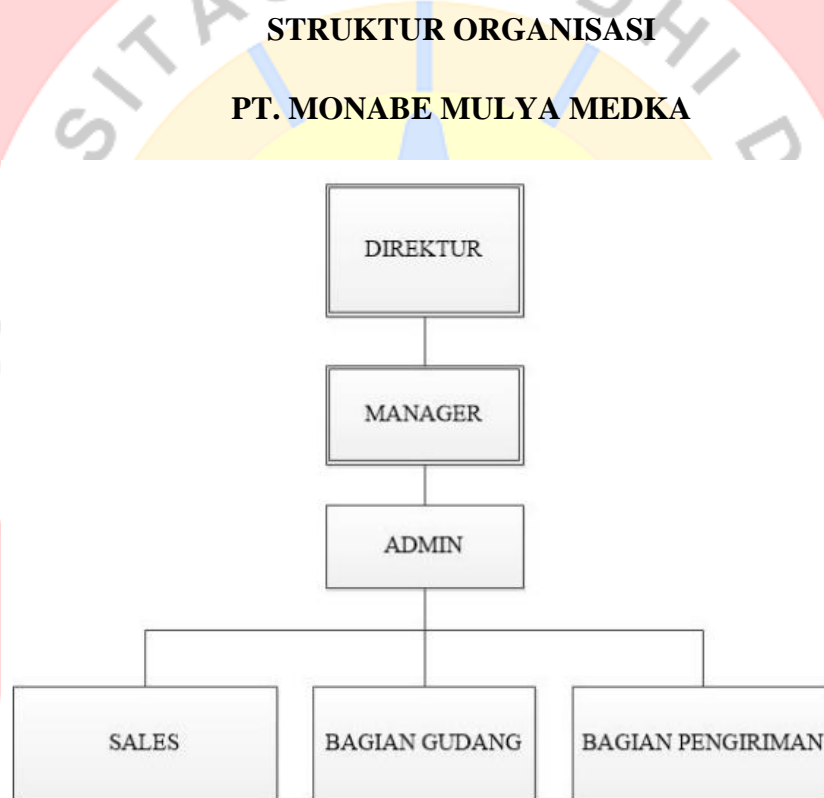 STRUKTUR ORGANISASI
PT. MONABE MULYA MEDKA
DIREKTUR
MANAGER
ADMIN
SALES
BAGIAN GUDANG
BAGIAN PENGIRIMAN